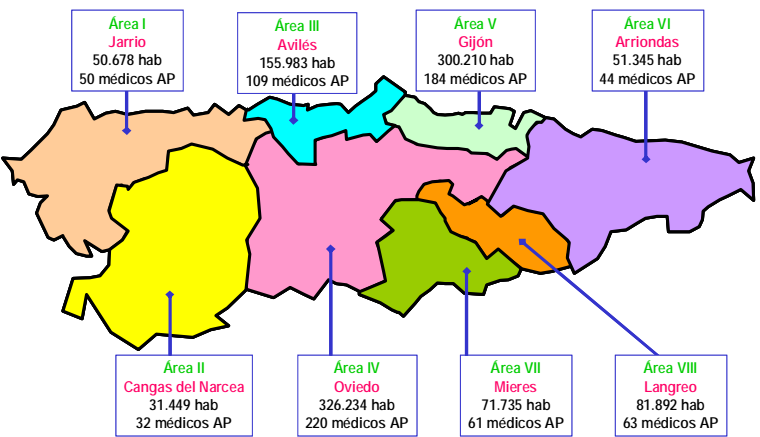 Área I
Jarrio
50.678 hab
50 médicos AP
Área III
Avilés
155.983 hab
109 médicos AP
Área V
Gijón
300.210 hab
184 médicos AP
Área VI
Arriondas
51.345 hab
44 médicos AP
Área II
Cangas del Narcea
31.449 hab
32 médicos AP
Área IV
Oviedo
326.234 hab
220 médicos AP
Área VII
Mieres
71.735 hab
61 médicos AP
Área VIII
Langreo
81.892 hab
63 médicos AP